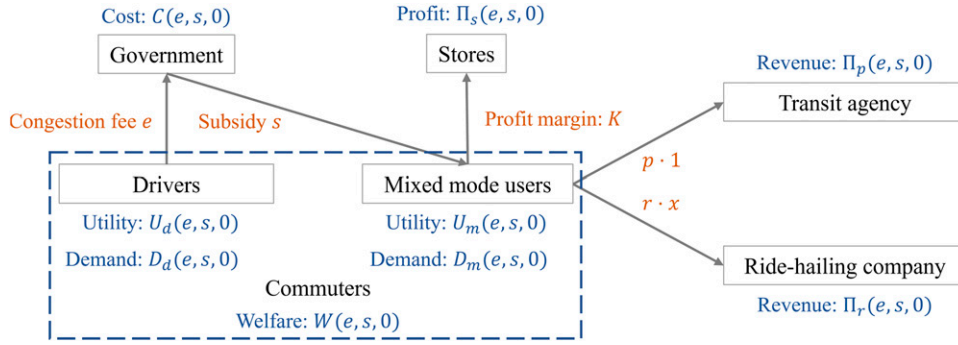 Cost: C(e, s, 0)
Government
Profit: Π_s(e, s, 0)
Stores
Revenue: Π_p(e, s, 0)
Transit agency
Congestion fee e
Subsidy s
Profit margin: K
p · 1
r · x
Drivers
Mixed mode users
Utility: U_d(e, s, 0)
Utility: U_m(e, s, 0)
Demand: D_d(e, s, 0)
Demand: D_m(e, s, 0)
Ride-hailing company
Revenue: Π_r(e, s, 0)
Commuters
Welfare: W(e, s, 0)